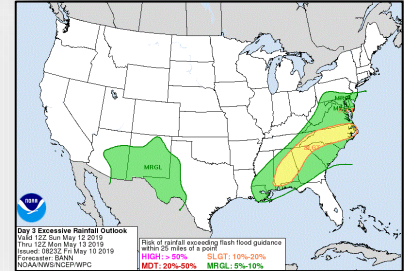 MRGL
MRGL
SLGT
MRGL
NOAA
Day 3 Excessive Rainfall Outlook
Valid 12Z Sun May 12 2019
Thru 12Z Mon May 13 2019
Issued: 0823Z Fri May 10 2019
Forecaster: BANN
NOAA/NWS/NCEP/WPC
Risk of rainfall exceeding flash flood guidance
within 25 miles of a point
HIGH: > 50% SLGT: 10%-20%
MDT: 20%-50% MRGL: 5%-10%